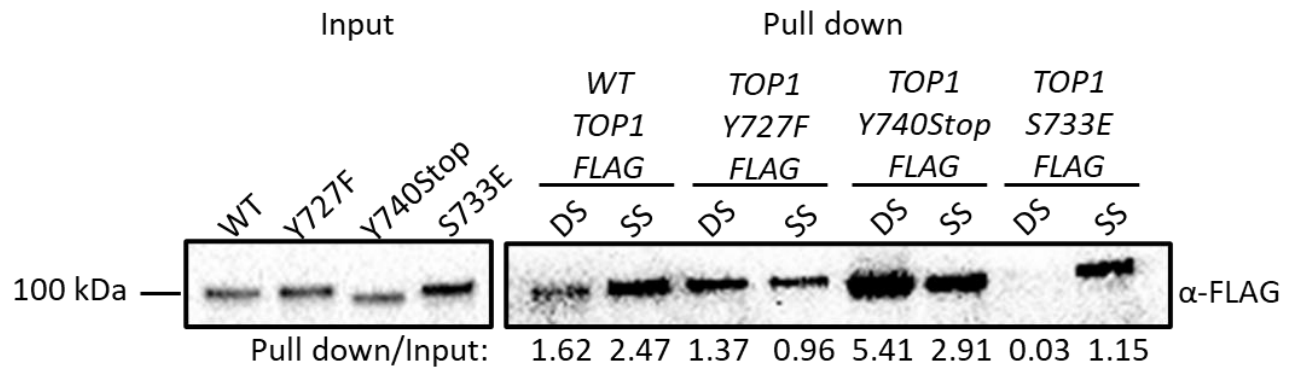 Input Pull down
WT TOP1 TOP1 TOP1
TOP1 Y727F Y740Stop S733E
FLAG FLAG FLAG FLAG
WT Y727F Y740Stop S733E DS SS DS SS DS SS DS SS
100 kDa α-FLAG
Pull down/Input: 1.62 2.47 1.37 0.96 5.41 2.91 0.03 1.15